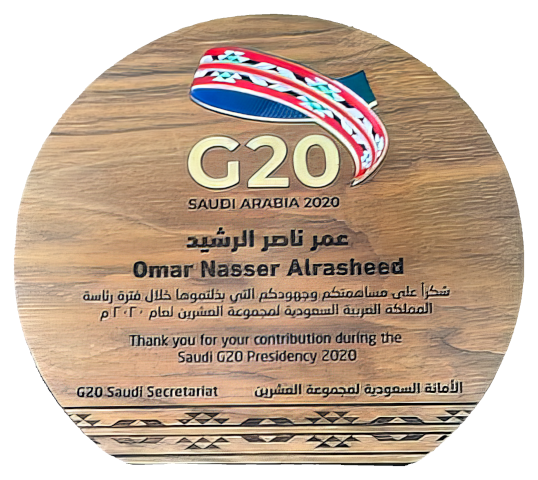 G20
SAUDI ARABIA 2020
عمر ناصر الرشيد
Omar Nasser Alrasheed
شكراً على مساهمتكم وجهودكم التي بذلتموها خلال فترة رئاسة
المملكة العربية السعودية لمجموعة العشرين لعام ٢٠٢٠ م
Thank you for your contribution during the
Saudi G20 Presidency 2020
G20 Saudi Secretariat الأمانة السعودية لمجموعة العشرين